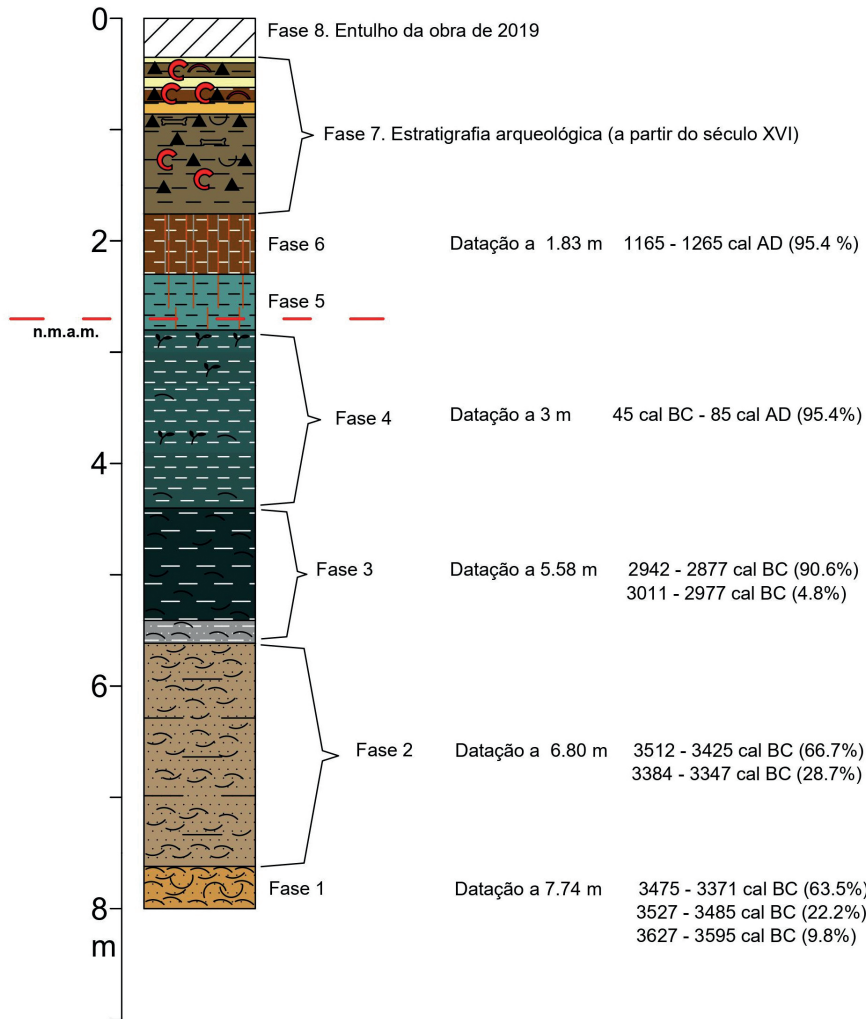 0
Fase 8. Entulho da obra de 2019
Fase 7. Estratigrafia arqueológica (a partir do século XVI)
2
Fase 6
Datação a 1.83 m 1165 - 1265 cal AD (95.4 %)
Fase 5
n.m.a.m.
Fase 4
Datação a 3 m 45 cal BC - 85 cal AD (95.4%)
4
Fase 3
Datação a 5.58 m 2942 - 2877 cal BC (90.6%)
3011 - 2977 cal BC (4.8%)
6
Fase 2
Datação a 6.80 m 3512 - 3425 cal BC (66.7%)
3384 - 3347 cal BC (28.7%)
Fase 1
Datação a 7.74 m 3475 - 3371 cal BC (63.5%)
3527 - 3485 cal BC (22.2%)
3627 - 3595 cal BC (9.8%)
8
m